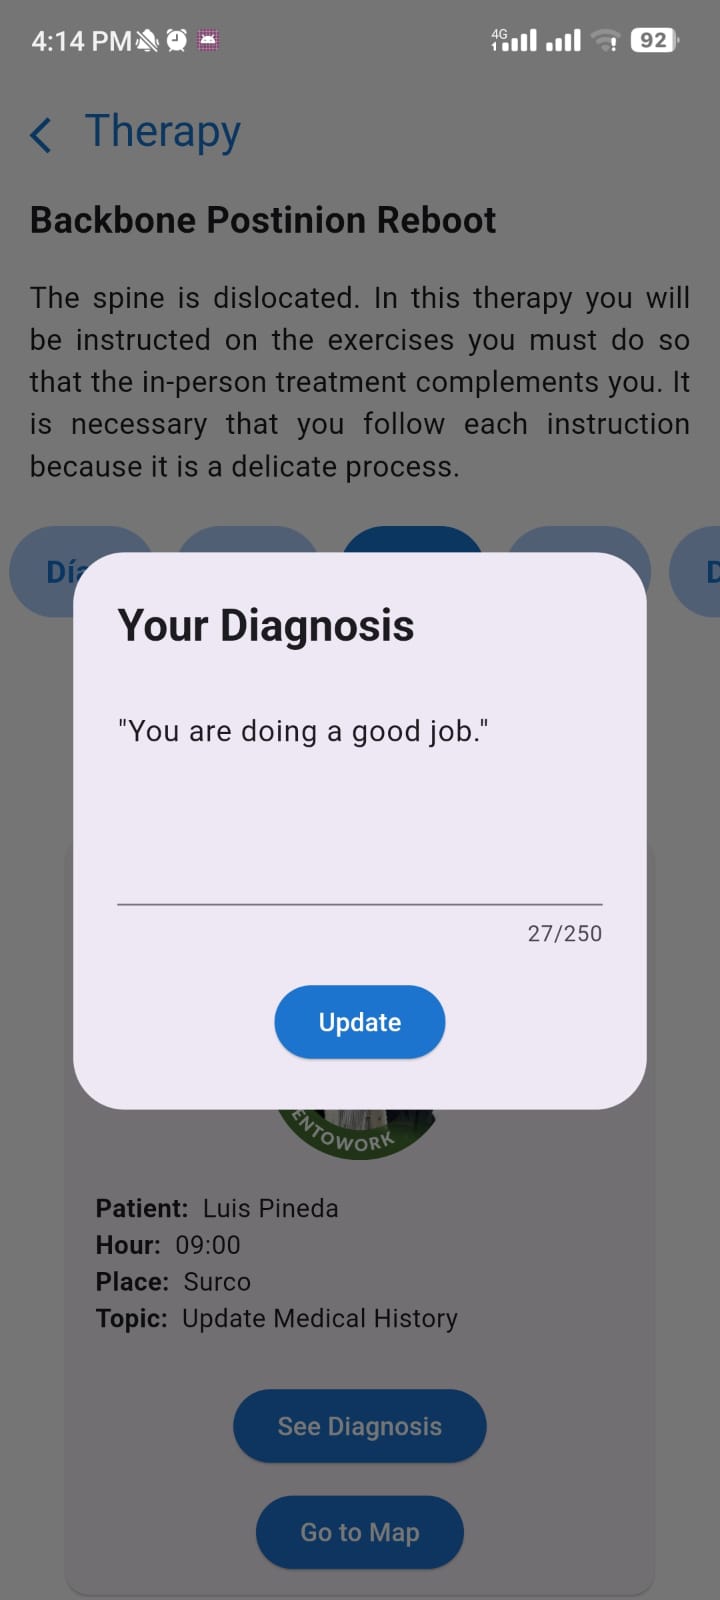 4:14 PM
4G
92
Therapy
Backbone Postinion Reboot
The spine is dislocated. In this therapy you will
be instructed on the exercises you must do so
that the in-person treatment complements you. It
is necessary that you follow each instruction
because it is a delicate process.
Your Diagnosis
"You are doing a good job."
27/250
Update
ENTOWORK
Patient: Luis Pineda
Hour: 09:00
Place: Surco
Topic: Update Medical History
See Diagnosis
Go to Map